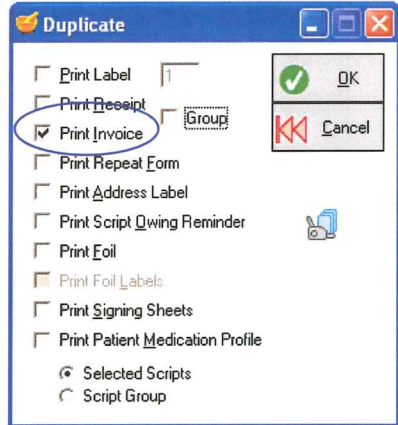 Duplicate
Print Label 1
Print Receipt
Group
Print Invoice
Print Repeat Form
Print Address Label
Print Script Owing Reminder
Print Foil
Print Foil Labels
Print Signing Sheets
Print Patient Medication Profile
Selected Scripts
Script Group
OK
Cancel